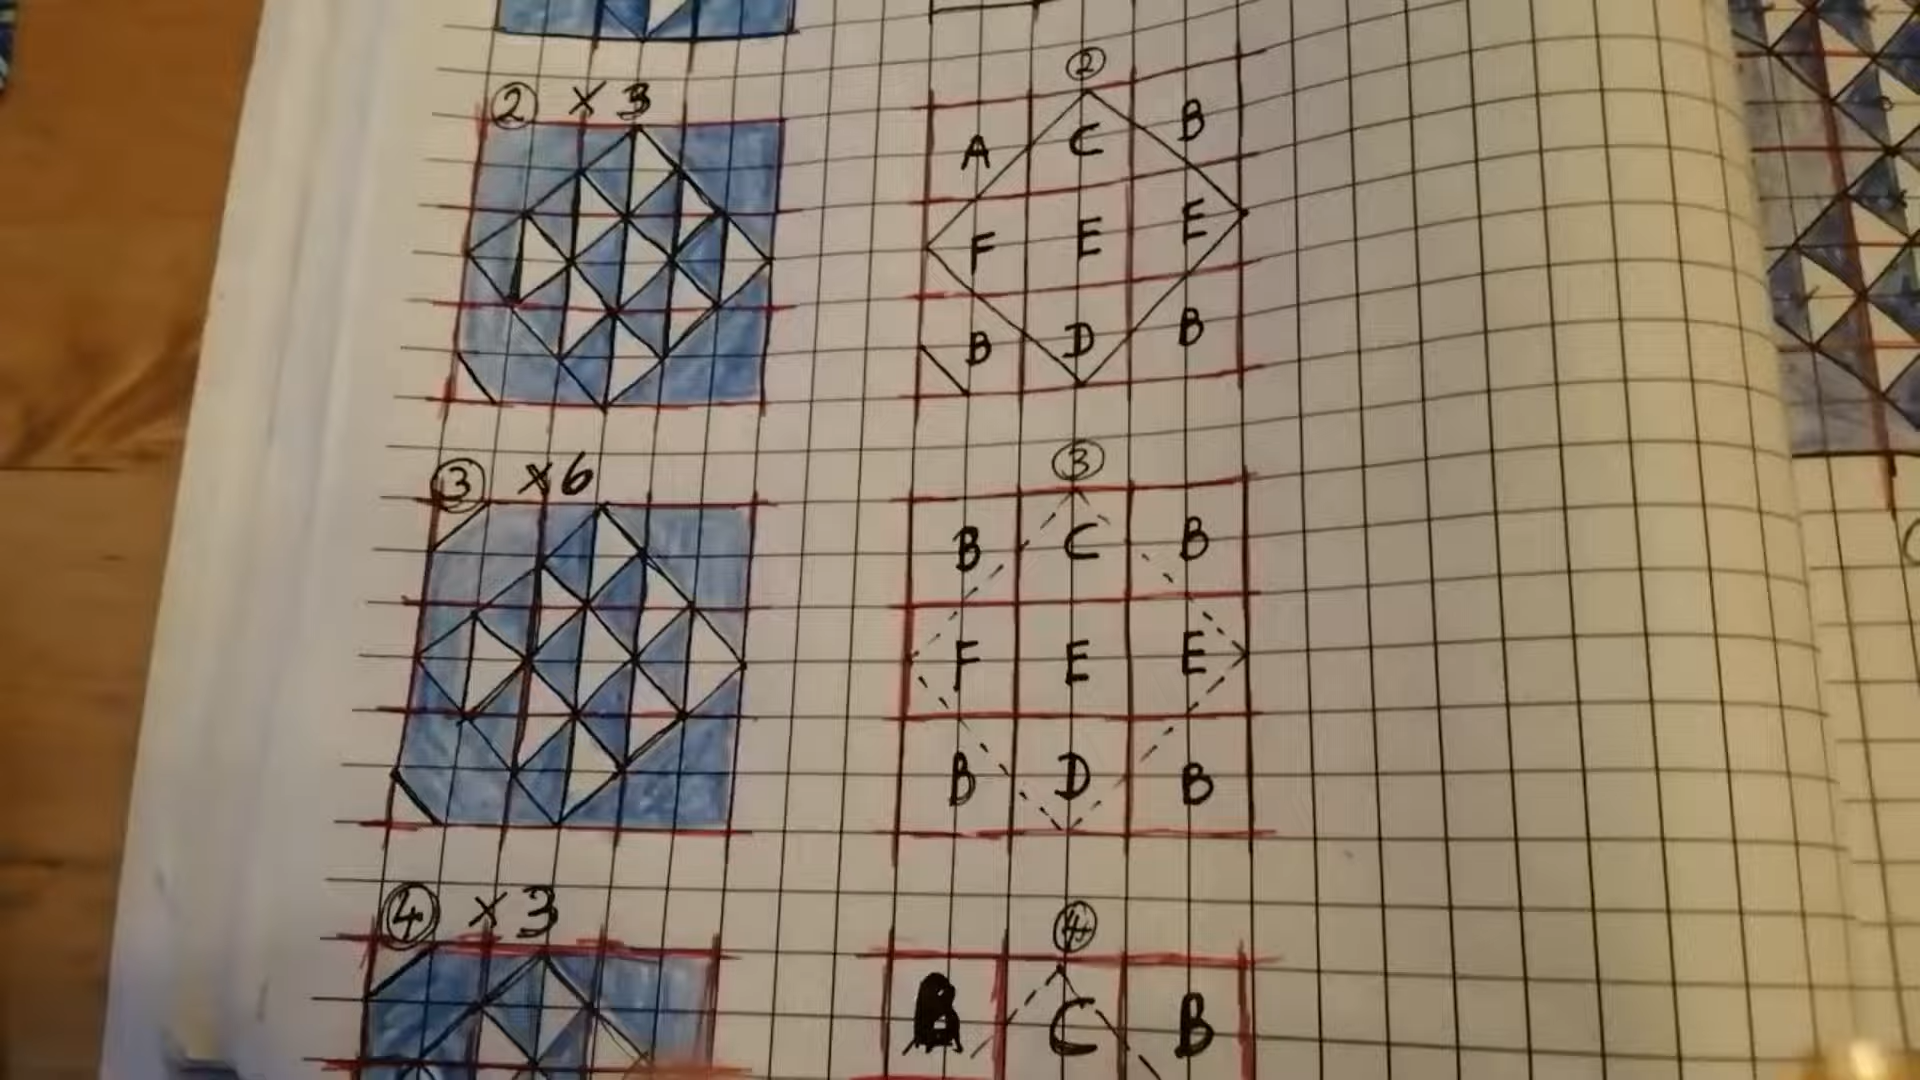 ② × 3
②
A C B
F E E
B D B
③ ×6
③
B C B
F E E
B D B
④ × 3
④
B C B